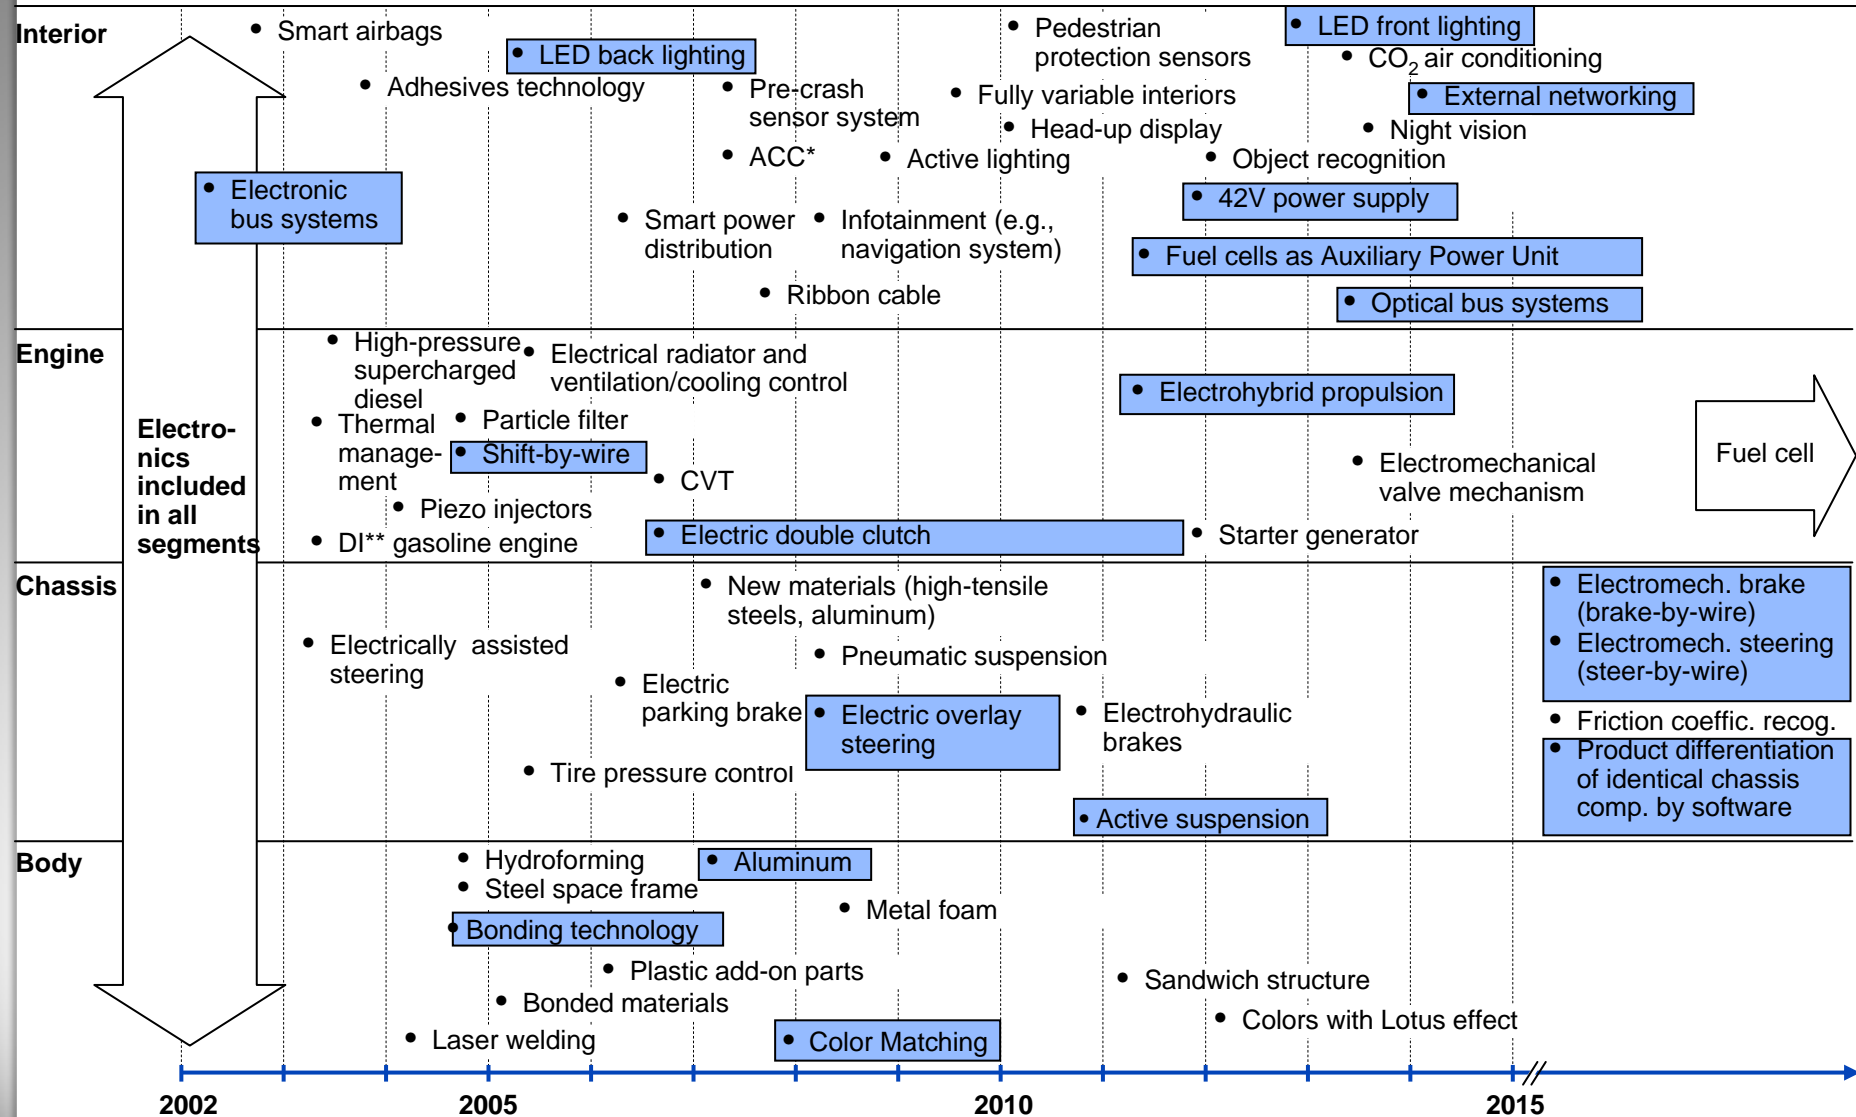 Interior
Smart airbags
LED back lighting
Adhesives technology
Pre-crash
sensor system
ACC*
Pedestrian
protection sensors
Fully variable interiors
Head-up display
Active lighting
LED front lighting
CO2 air conditioning
External networking
Night vision
Object recognition
Electronic
bus systems
Smart power
distribution
Infotainment (e.g.,
navigation system)
Ribbon cable
42V power supply
Fuel cells as Auxiliary Power Unit
Optical bus systems
Electro-
nics
included
in all
segments
Engine
High-pressure
supercharged
diesel
Electrical radiator and
ventilation/cooling control
Thermal
manage-
ment
Particle filter
Shift-by-wire
CVT
Piezo injectors
DI** gasoline engine
Electric double clutch
Electrohybrid propulsion
Electromechanical
valve mechanism
Starter generator
Fuel cell
Chassis
New materials (high-tensile
steels, aluminum)
Electrically assisted
steering
Pneumatic suspension
Electric
parking brake
Electric overlay
steering
Electrohydraulic
brakes
Tire pressure control
Active suspension
Electromech. brake
(brake-by-wire)
Electromech. steering
(steer-by-wire)
Friction coeffic. recog.
Product differentiation
of identical chassis
comp. by software
Body
Hydroforming
Steel space frame
Aluminum
Metal foam
Bonding technology
Plastic add-on parts
Bonded materials
Laser welding
Color Matching
Sandwich structure
Colors with Lotus effect
2002
2005
2010
2015